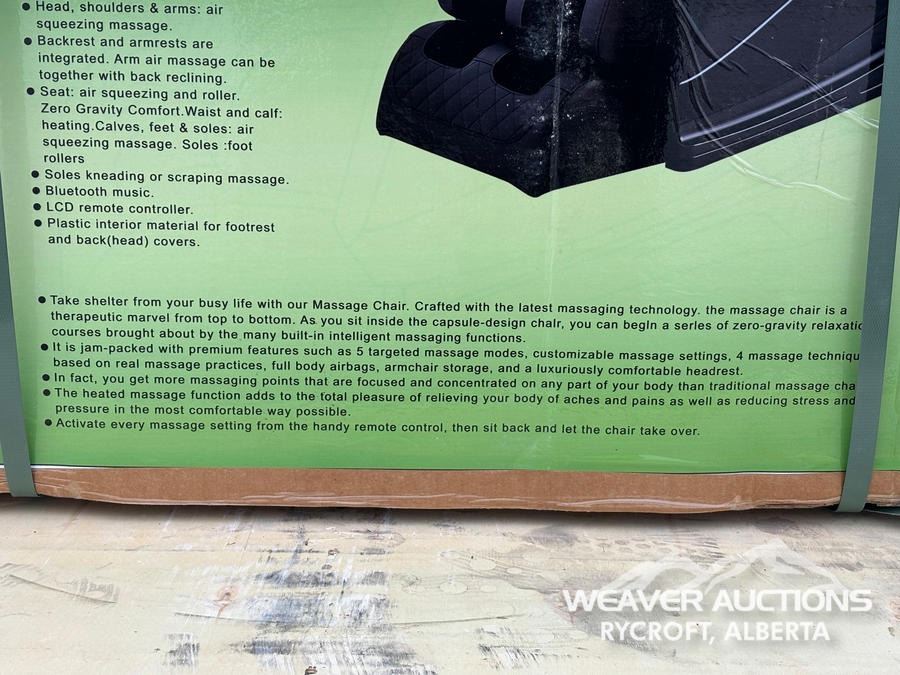 ● Head, shoulders & arms: air
squeezing massage.
● Backrest and armrests are
integrated. Arm air massage can be
together with back reclining.
● Seat: air squeezing and roller.
Zero Gravity Comfort.Waist and calf:
heating.Calves, feet & soles: air
squeezing massage. Soles :foot
rollers
● Soles kneading or scraping massage.
● Bluetooth music.
● LCD remote controller.
● Plastic interior material for footrest
and back(head) covers.
● Take shelter from your busy life with our Massage Chair. Crafted with the latest massaging technology. the massage chair is a
therapeutic marvel from top to bottom. As you sit inside the capsule-design chair, you can begin a series of zero-gravity relaxatic
courses brought about by the many built-in intelligent massaging functions.
● It is jam-packed with premium features such as 5 targeted massage modes, customizable massage settings, 4 massage techniqu
based on real massage practices, full body airbags, armchair storage, and a luxuriously comfortable headrest.
● In fact, you get more massaging points that are focused and concentrated on any part of your body than traditional massage cha
● The heated massage function adds to the total pleasure of relieving your body of aches and pains as well as reducing stress and
pressure in the most comfortable way possible.
● Activate every massage setting from the handy remote control, then sit back and let the chair take over.
WEAVER AUCTIONS
RYCROFT, ALBERTA